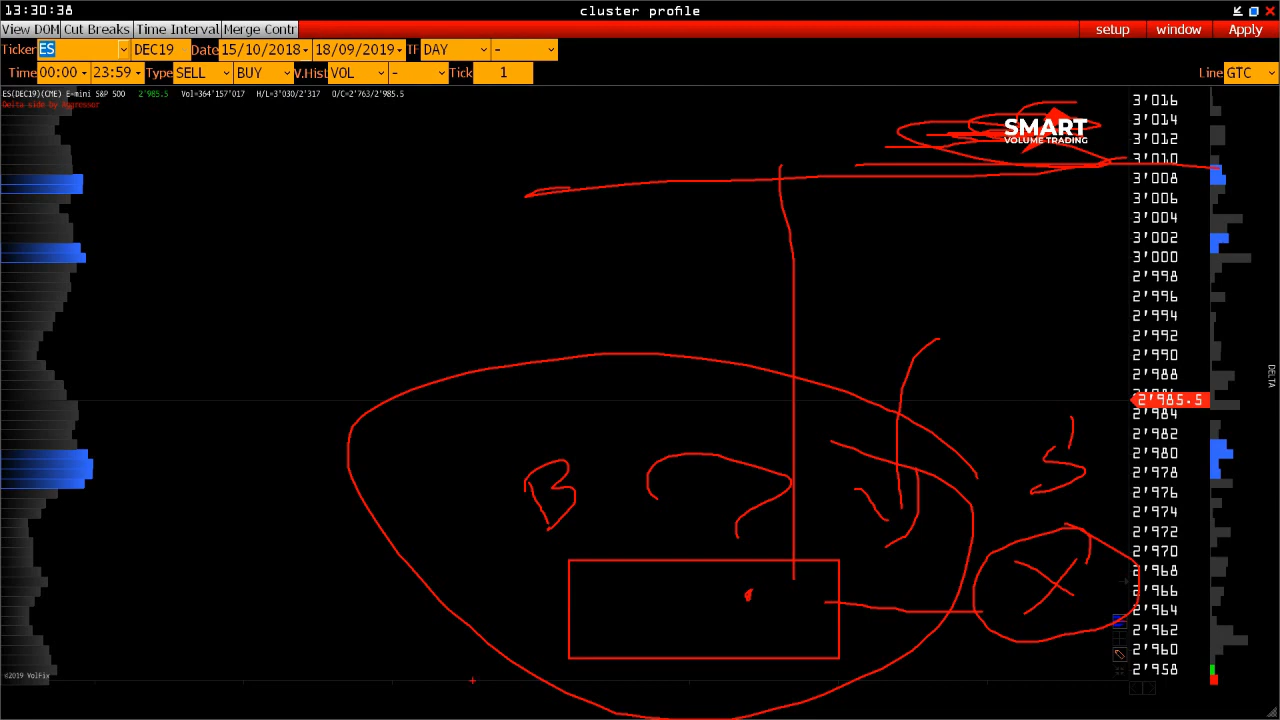 13:30:38 cluster profile
View DOM Cut Breaks Time Interval Merge Contr setup window Apply
Ticker ES DEC19 Date 15/10/2018 18/09/2019 TF DAY -
Time 00:00 23:59 Type SELL BUY V.Hist VOL - Tick 1 Line GTC
ES(DEC19)(CME) E-mini S&P 500 2'985.5 Vol=364'157'017 H/L=3'030/2'317 O/C=2'763/2'985.5
Delta side by Aggressor
SMART
VOLUME TRADING
3'016
3'014
3'012
3'010
3'008
3'006
3'004
3'002
3'000
2'998
2'996
2'994
2'992
2'990
2'988
2'985.5
2'984
2'982
2'980
2'978
2'976
2'974
2'972
2'970
2'968
2'966
2'964
2'962
2'960
2'958
DELTA
B
S
X
©2019 VolFix